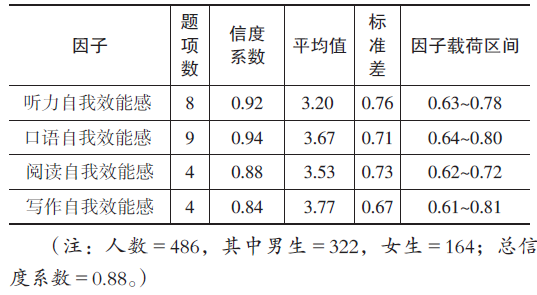 因子 题项数 信度系数 平均值 标准差 因子载荷区间
听力自我效能感 8 0.92 3.20 0.76 0.63~0.78
口语自我效能感 9 0.94 3.67 0.71 0.64~0.80
阅读自我效能感 4 0.88 3.53 0.73 0.62~0.72
写作自我效能感 4 0.84 3.77 0.67 0.61~0.81
（注：人数=486，其中男生=322，女生=164；总信
度系数=0.88。）